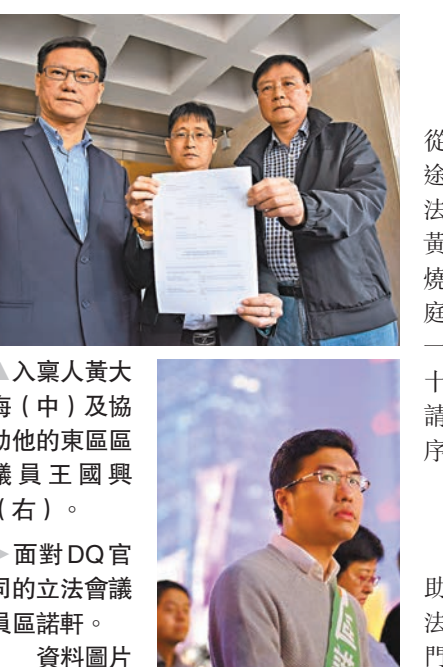 ▲入稟人黃大
海（中）及協
助他的東區區
議員王國興
（右）。
▶面對DQ官
司的立法會議
員區諾軒。
資料圖片
從
途
法
黃
燒
庭
一
十
請
序
助
法
門